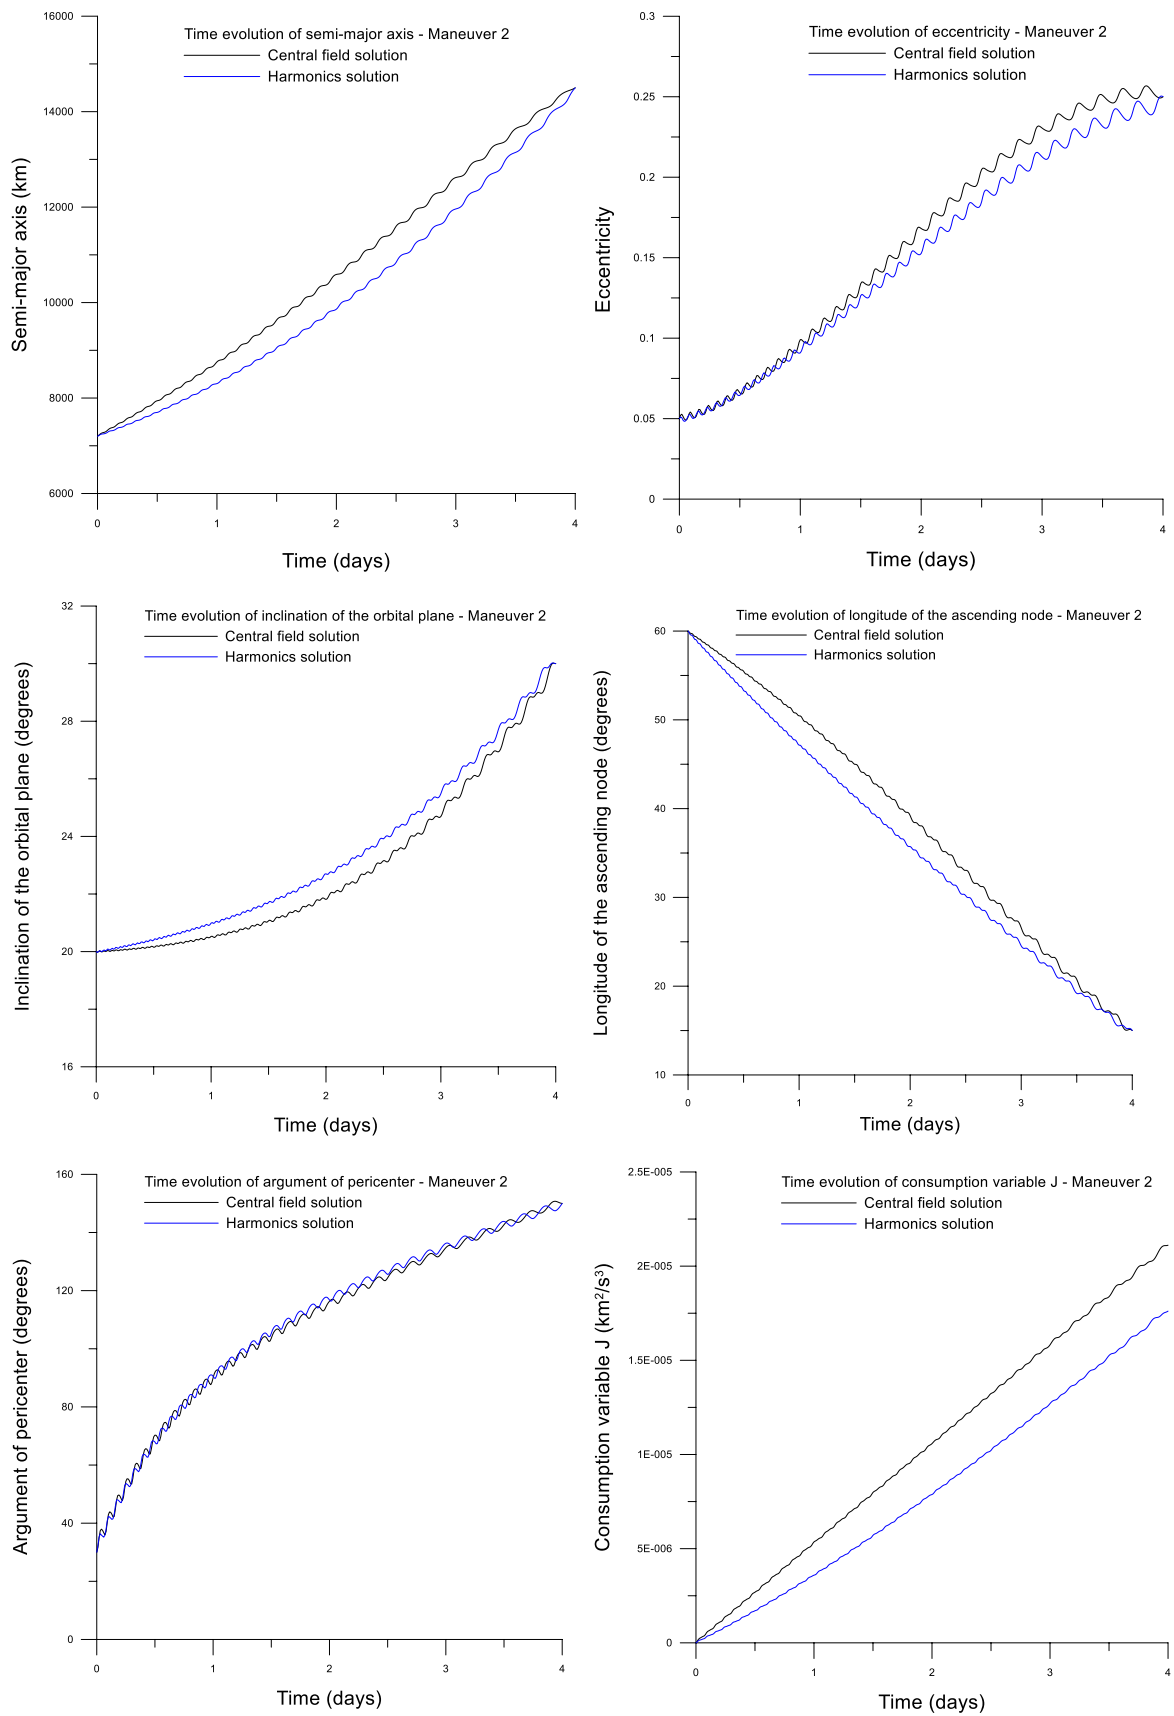 Time evolution of semi-major axis - Maneuver 2
Central field solution
Harmonics solution
Semi-major axis (km)
16000
14000
12000
10000
8000
6000
0 1 2 3 4
Time (days)
Time evolution of eccentricity - Maneuver 2
Central field solution
Harmonics solution
Eccentricity
0.3
0.25
0.2
0.15
0.1
0.05
0
0 1 2 3 4
Time (days)
Time evolution of inclination of the orbital plane - Maneuver 2
Central field solution
Harmonics solution
Inclination of the orbital plane (degrees)
32
28
24
20
16
0 1 2 3 4
Time (days)
Time evolution of longitude of the ascending node - Maneuver 2
Central field solution
Harmonics solution
Longitude of the ascending node (degrees)
60
50
40
30
20
10
0 1 2 3 4
Time (days)
Time evolution of argument of pericenter - Maneuver 2
Central field solution
Harmonics solution
Argument of pericenter (degrees)
160
120
80
40
0
0 1 2 3 4
Time (days)
Time evolution of consumption variable J - Maneuver 2
Central field solution
Harmonics solution
Consumption variable J (km²/s³)
2.5E-005
2E-005
1.5E-005
1E-005
5E-006
0
0 1 2 3 4
Time (days)